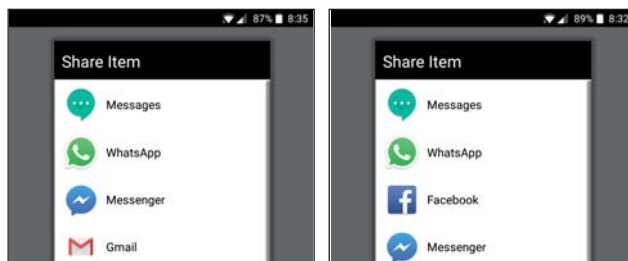 87% 8:35
Share Item
Messages
WhatsApp
Messenger
Gmail
89% 8:32
Share Item
Messages
WhatsApp
Facebook
Messenger